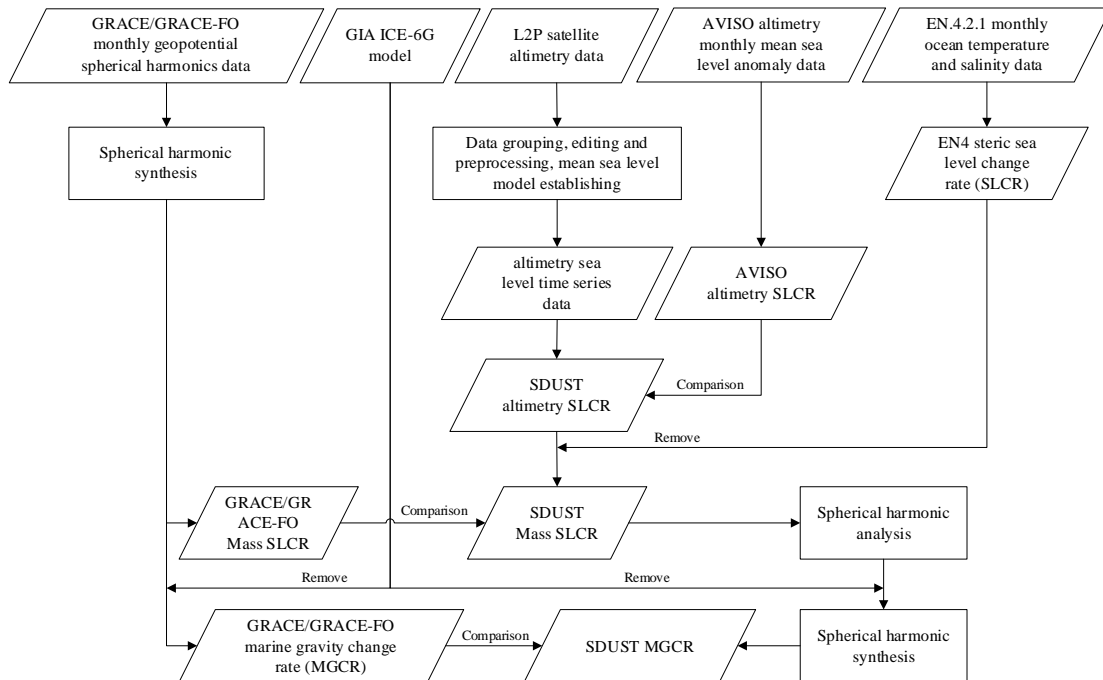 GRACE/GRACE-FO
monthly geopotential
spherical harmonics data
GIA ICE-6G
model
L2P satellite
altimetry data
AVISO altimetry
monthly mean sea
level anomaly data
EN.4.2.1 monthly
ocean temperature
and salinity data
Spherical harmonic
synthesis
Data grouping, editing and
preprocessing, mean sea level
model establishing
EN4 steric sea
level change
rate (SLCR)
altimetry sea
level time series
data
AVISO
altimetry SLCR
SDUST
altimetry SLCR
Comparison
Remove
GRACE/GR
ACE-FO
Mass SLCR
Comparison
SDUST
Mass SLCR
Spherical harmonic
analysis
Remove
Remove
GRACE/GRACE-FO
marine gravity change
rate (MGCR)
Comparison
SDUST MGCR
Spherical harmonic
synthesis